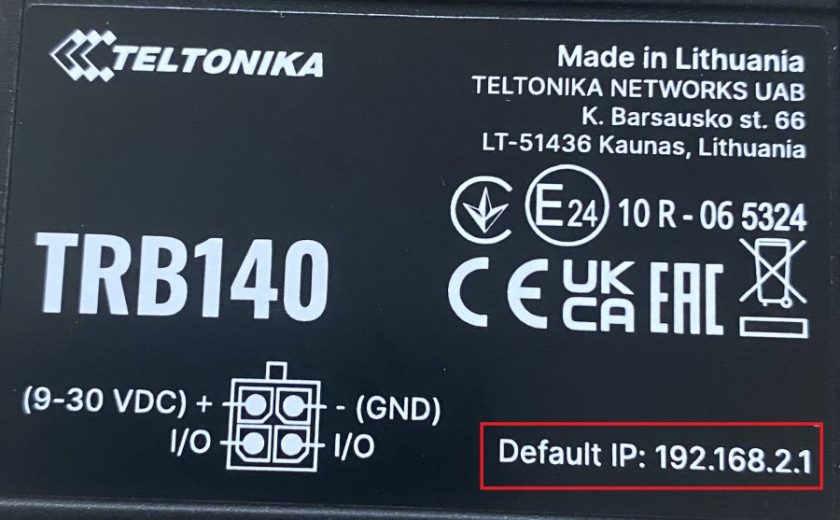 TELTONIKA
Made in Lithuania
TELTONIKA NETWORKS UAB
K. Barsausko st. 66
LT-51436 Kaunas, Lithuania
E24 10 R - 06 5324
TRB140
CE UK CA EAC
(9-30 VDC) + - (GND)
I/O I/O
Default IP: 192.168.2.1